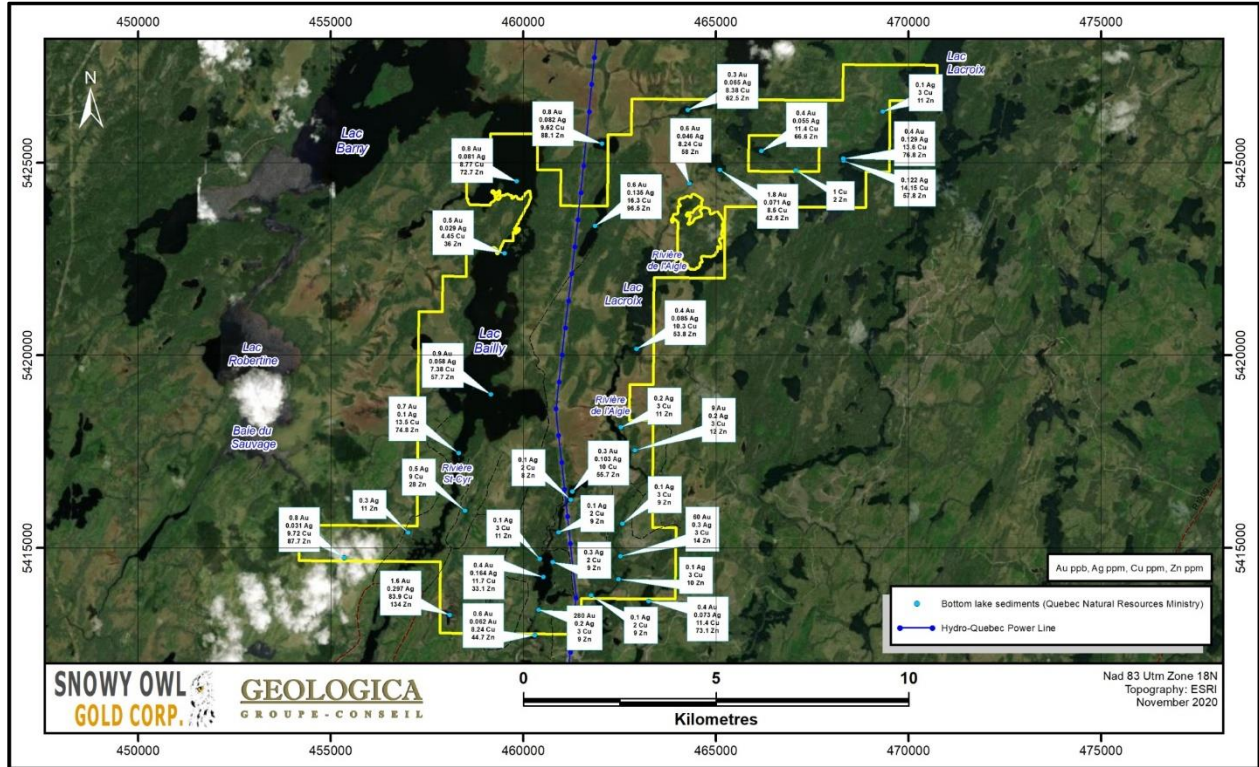 450000
455000
460000
465000
470000
475000
N
5425000
5420000
5415000
5425000
5420000
5415000
Lac
Barry
Lac
Lacroix
0.3 Au
0.065 Ag
8.38 Cu
62.5 Zn
0.1 Ag
3 Cu
11 Zn
0.8 Au
0.082 Ag
9.62 Cu
88.1 Zn
0.4 Au
0.055 Ag
11.4 Cu
66.6 Zn
0.6 Au
0.046 Ag
8.24 Cu
58 Zn
0.4 Au
0.129 Ag
13.6 Cu
76.8 Zn
0.8 Au
0.081 Ag
8.77 Cu
72.7 Zn
0.6 Au
0.135 Ag
16.3 Cu
96.5 Zn
1.8 Au
0.071 Ag
8.5 Cu
42.6 Zn
1 Cu
2 Zn
0.122 Ag
14.15 Cu
57.8 Zn
0.5 Au
0.029 Ag
4.45 Cu
36 Zn
Rivière
de l'Aigle
Lac
Lacroix
0.4 Au
0.085 Ag
10.3 Cu
53.8 Zn
Lac
Bailly
Lac
Robertine
0.9 Au
0.058 Ag
7.38 Cu
57.7 Zn
0.2 Ag
3 Cu
11 Zn
Rivière
de l'Aigle
9 Au
0.2 Ag
3 Cu
12 Zn
0.7 Au
0.1 Ag
13.5 Cu
74.8 Zn
Baie du
Sauvage
0.3 Au
0.103 Ag
10 Cu
55.7 Zn
0.1 Ag
2 Cu
8 Zn
Rivière
St-Cyr
0.5 Ag
9 Cu
28 Zn
0.1 Ag
3 Cu
9 Zn
0.3 Ag
11 Zn
0.1 Ag
2 Cu
9 Zn
0.1 Ag
3 Cu
11 Zn
60 Au
0.3 Ag
3 Cu
14 Zn
0.8 Au
0.031 Ag
9.72 Cu
87.7 Zn
0.3 Ag
2 Cu
9 Zn
0.4 Au
0.164 Ag
11.7 Cu
33.1 Zn
0.1 Ag
3 Cu
10 Zn
1.6 Au
0.297 Ag
83.9 Cu
134 Zn
0.6 Au
0.062 Au
8.24 Cu
44.7 Zn
260 Au
0.2 Ag
3 Cu
9 Zn
0.1 Ag
2 Cu
9 Zn
0.4 Au
0.073 Ag
11.4 Cu
73.1 Zn
Au ppb, Ag ppm, Cu ppm, Zn ppm
Bottom lake sediments (Quebec Natural Resources Ministry)
Hydro-Quebec Power Line
SNOWY OWL
GOLD CORP.
GEOLOGICA
GROUPE-CONSEIL
0
5
10
Kilometres
Nad 83 Utm Zone 18N
Topography: ESRI
November 2020
450000
455000
460000
465000
470000
475000